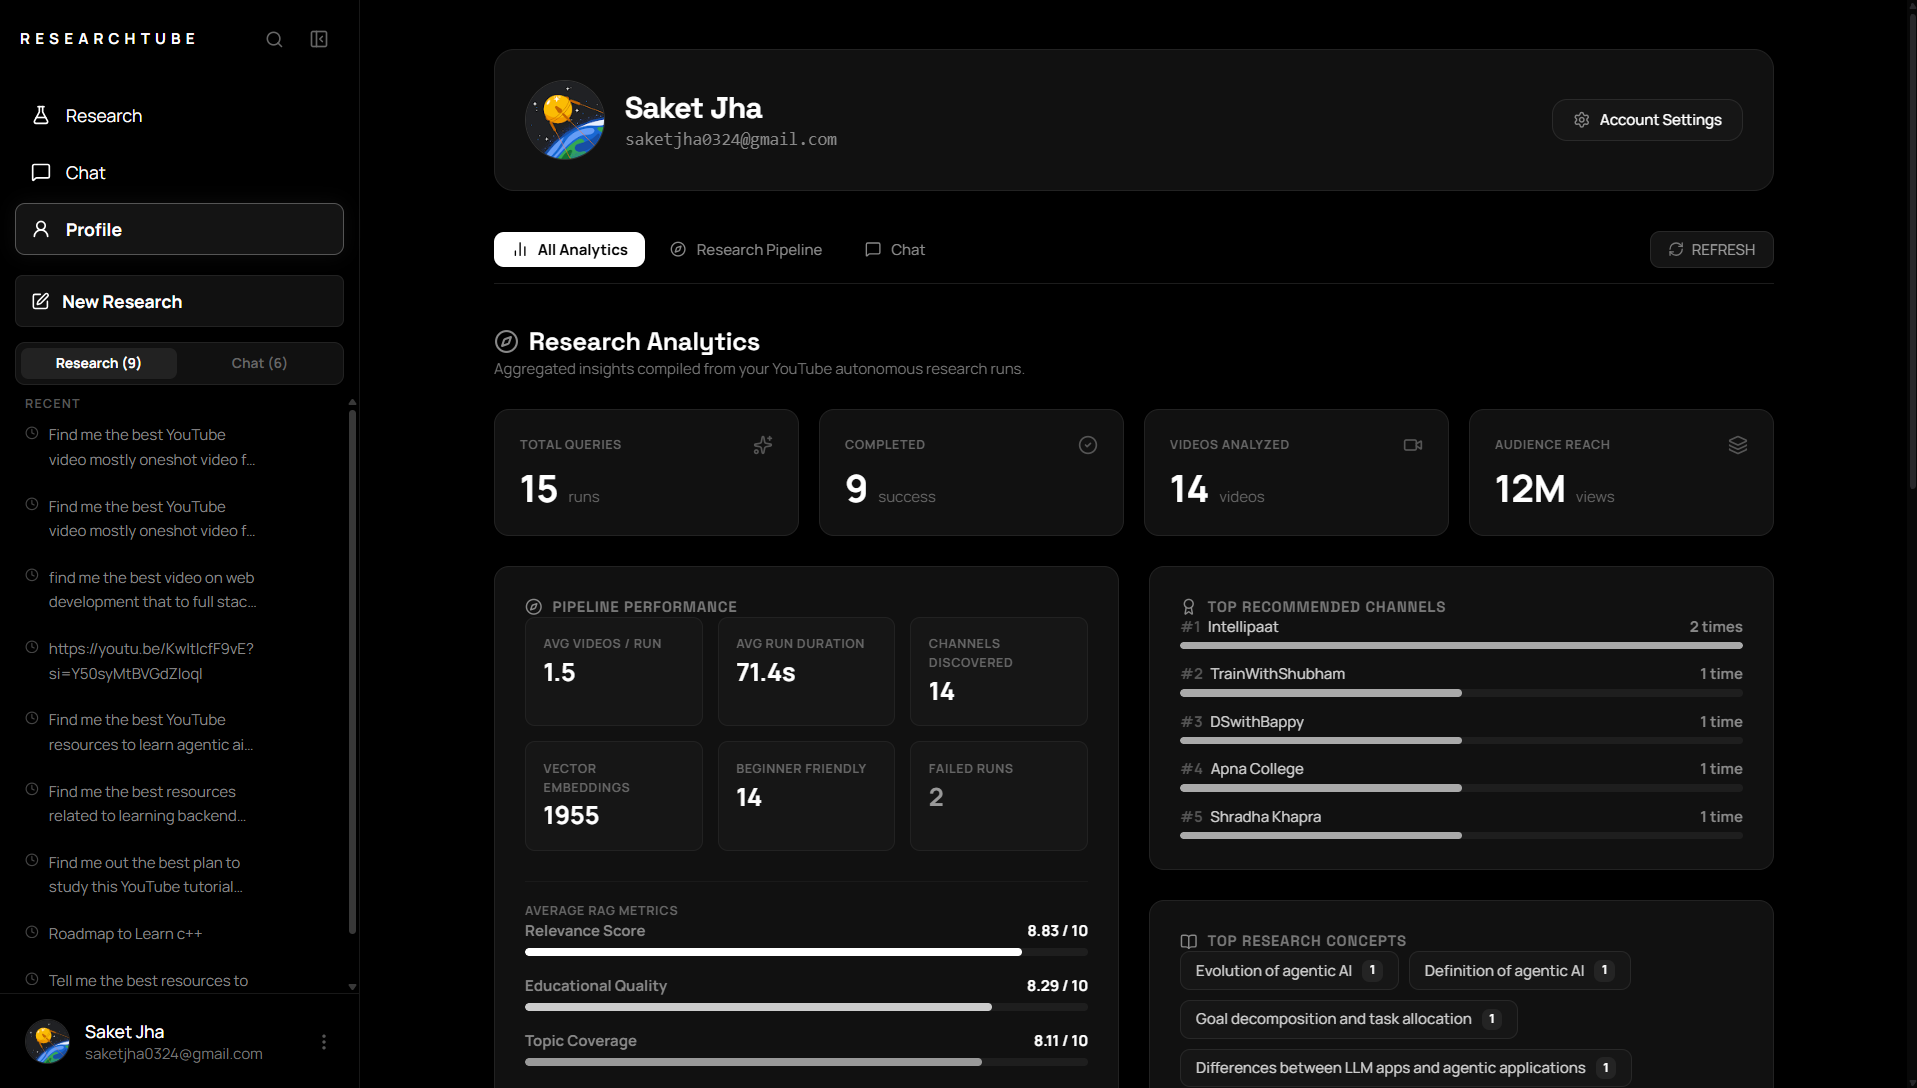 RESEARCHTUBE
Research
Chat
Profile
New Research
Research (9)
Chat (6)
RECENT
Find me the best YouTube
video mostly oneshot video f...
Find me the best YouTube
video mostly oneshot video f...
find me the best video on web
development that to full stac...
https://youtu.be/KwItIcfF9vE?
si=Y50syMtBVGdZIoqI
Find me the best YouTube
resources to learn agentic ai...
Find me the best resources
related to learning backend...
Find me out the best plan to
study this YouTube tutorial...
Roadmap to Learn c++
Tell me the best resources to
Saket Jha
saketjha0324@gmail.com
Saket Jha
saketjha0324@gmail.com
Account Settings
All Analytics
Research Pipeline
Chat
REFRESH
Research Analytics
Aggregated insights compiled from your YouTube autonomous research runs.
TOTAL QUERIES
15 runs
COMPLETED
9 success
VIDEOS ANALYZED
14 videos
AUDIENCE REACH
12M views
PIPELINE PERFORMANCE
AVG VIDEOS / RUN
1.5
AVG RUN DURATION
71.4s
CHANNELS
DISCOVERED
14
VECTOR
EMBEDDINGS
1955
BEGINNER FRIENDLY
14
FAILED RUNS
2
AVERAGE RAG METRICS
Relevance Score 8.83 / 10
Educational Quality 8.29 / 10
Topic Coverage 8.11 / 10
TOP RECOMMENDED CHANNELS
#1 Intellipaat 2 times
#2 TrainWithShubham 1 time
#3 DSwithBappy 1 time
#4 Apna College 1 time
#5 Shradha Khapra 1 time
TOP RESEARCH CONCEPTS
Evolution of agentic AI 1
Definition of agentic AI 1
Goal decomposition and task allocation 1
Differences between LLM apps and agentic applications 1